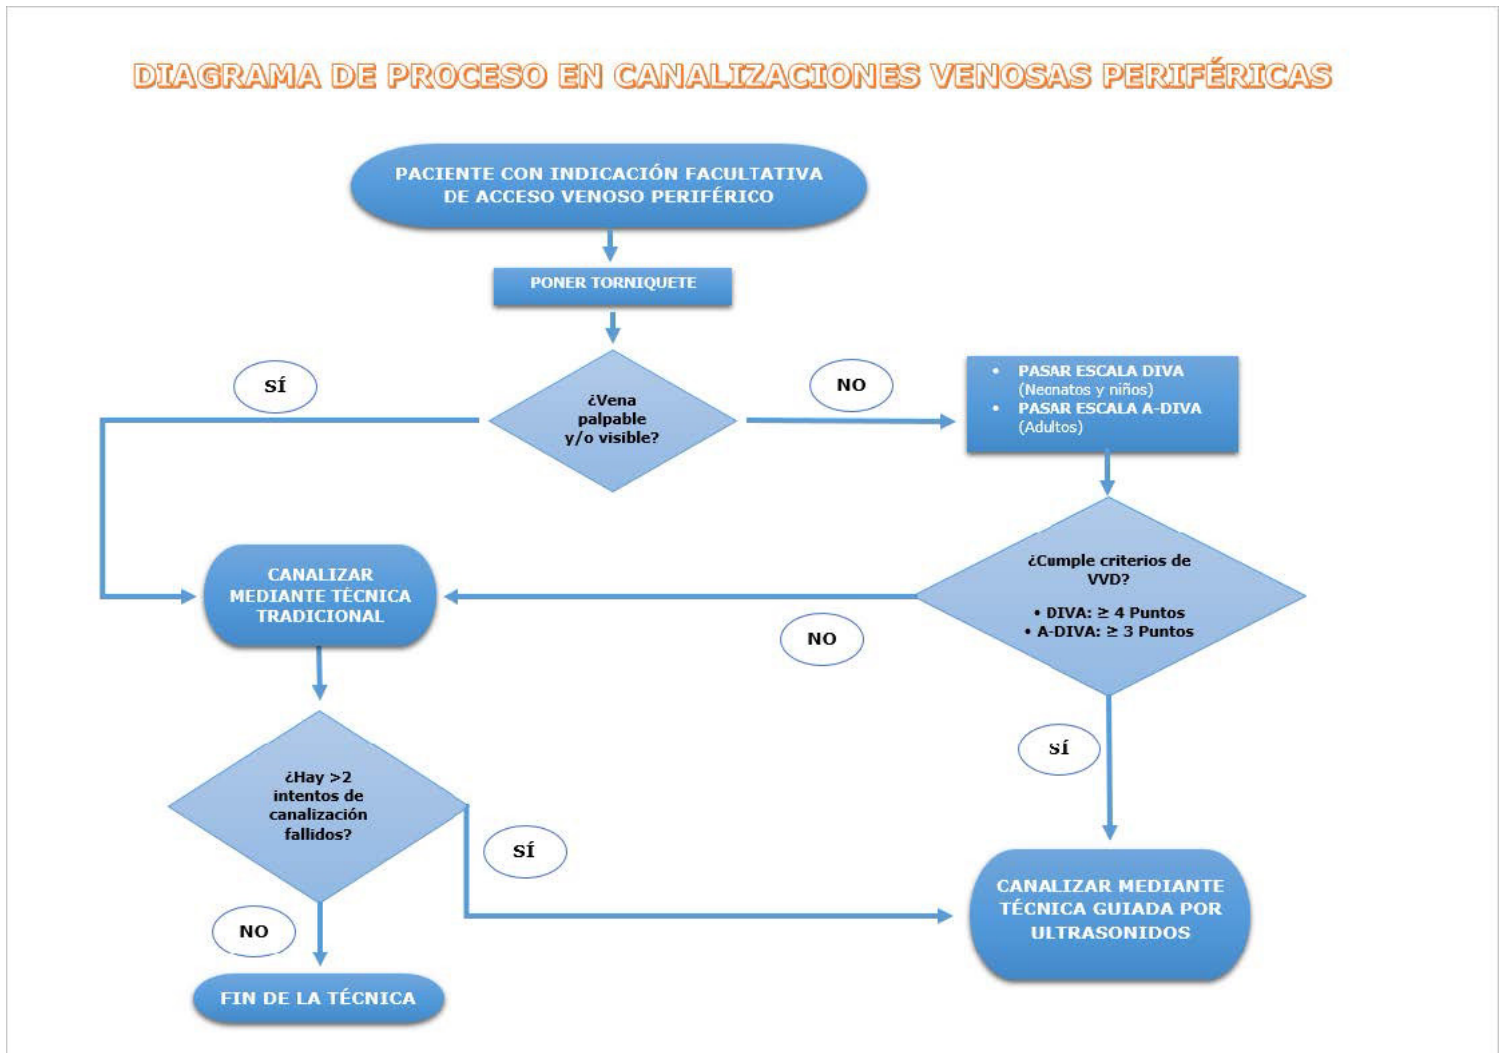 DIAGRAMA DE PROCESO EN CANALIZACIONES VENOSAS PERIFÉRICAS
PACIENTE CON INDICACIÓN FACULTATIVA
DE ACCESO VENOSO PERIFÉRICO
PONER TORNIQUETE
SÍ
¿Vena
palpable
y/o visible?
NO
• PASAR ESCALA DIVA
(Neonatos y niños)
• PASAR ESCALA A-DIVA
(Adultos)
CANALIZAR
MEDIANTE TÉCNICA
TRADICIONAL
¿Cumple criterios de
VVD?
• DIVA: ≥ 4 Puntos
• A-DIVA: ≥ 3 Puntos
NO
SÍ
¿Hay >2
intentos de
canalización
fallidos?
SÍ
NO
CANALIZAR MEDIANTE
TÉCNICA GUIADA POR
ULTRASONIDOS
FIN DE LA TÉCNICA